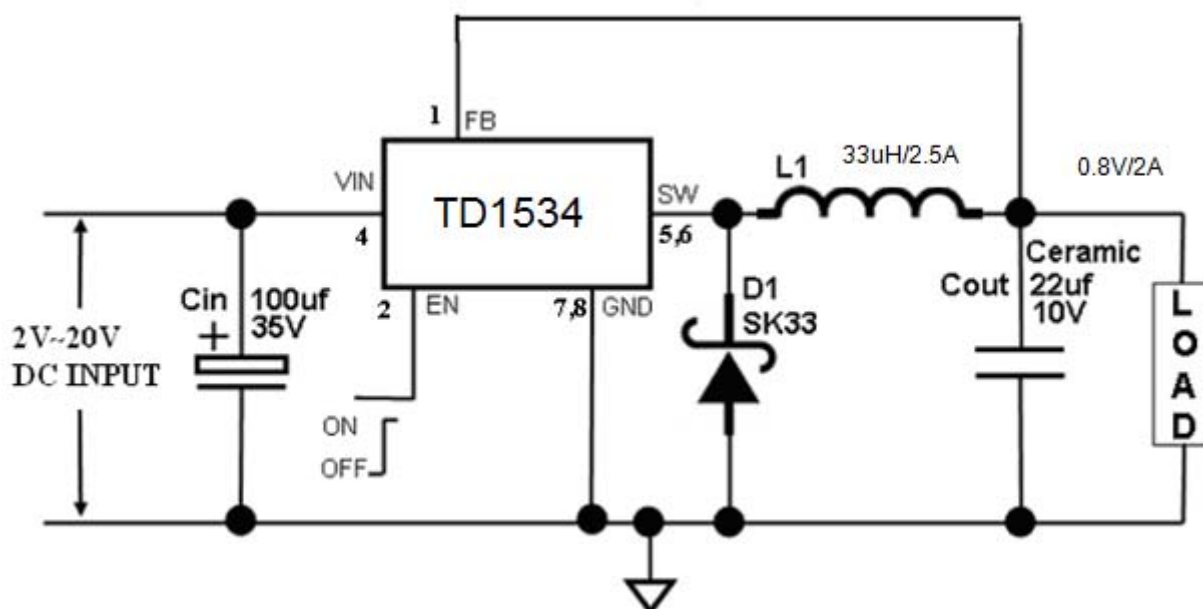 1
FB
L1
33uH/2.5A
0.8V/2A
VIN
TD1534
SW
4
5,6
2
EN
7,8
GND
Cin
100uf
35V
+
2V~20V
DC INPUT
ON
OFF
D1
SK33
Ceramic
Cout
22uf
10V
LOAD